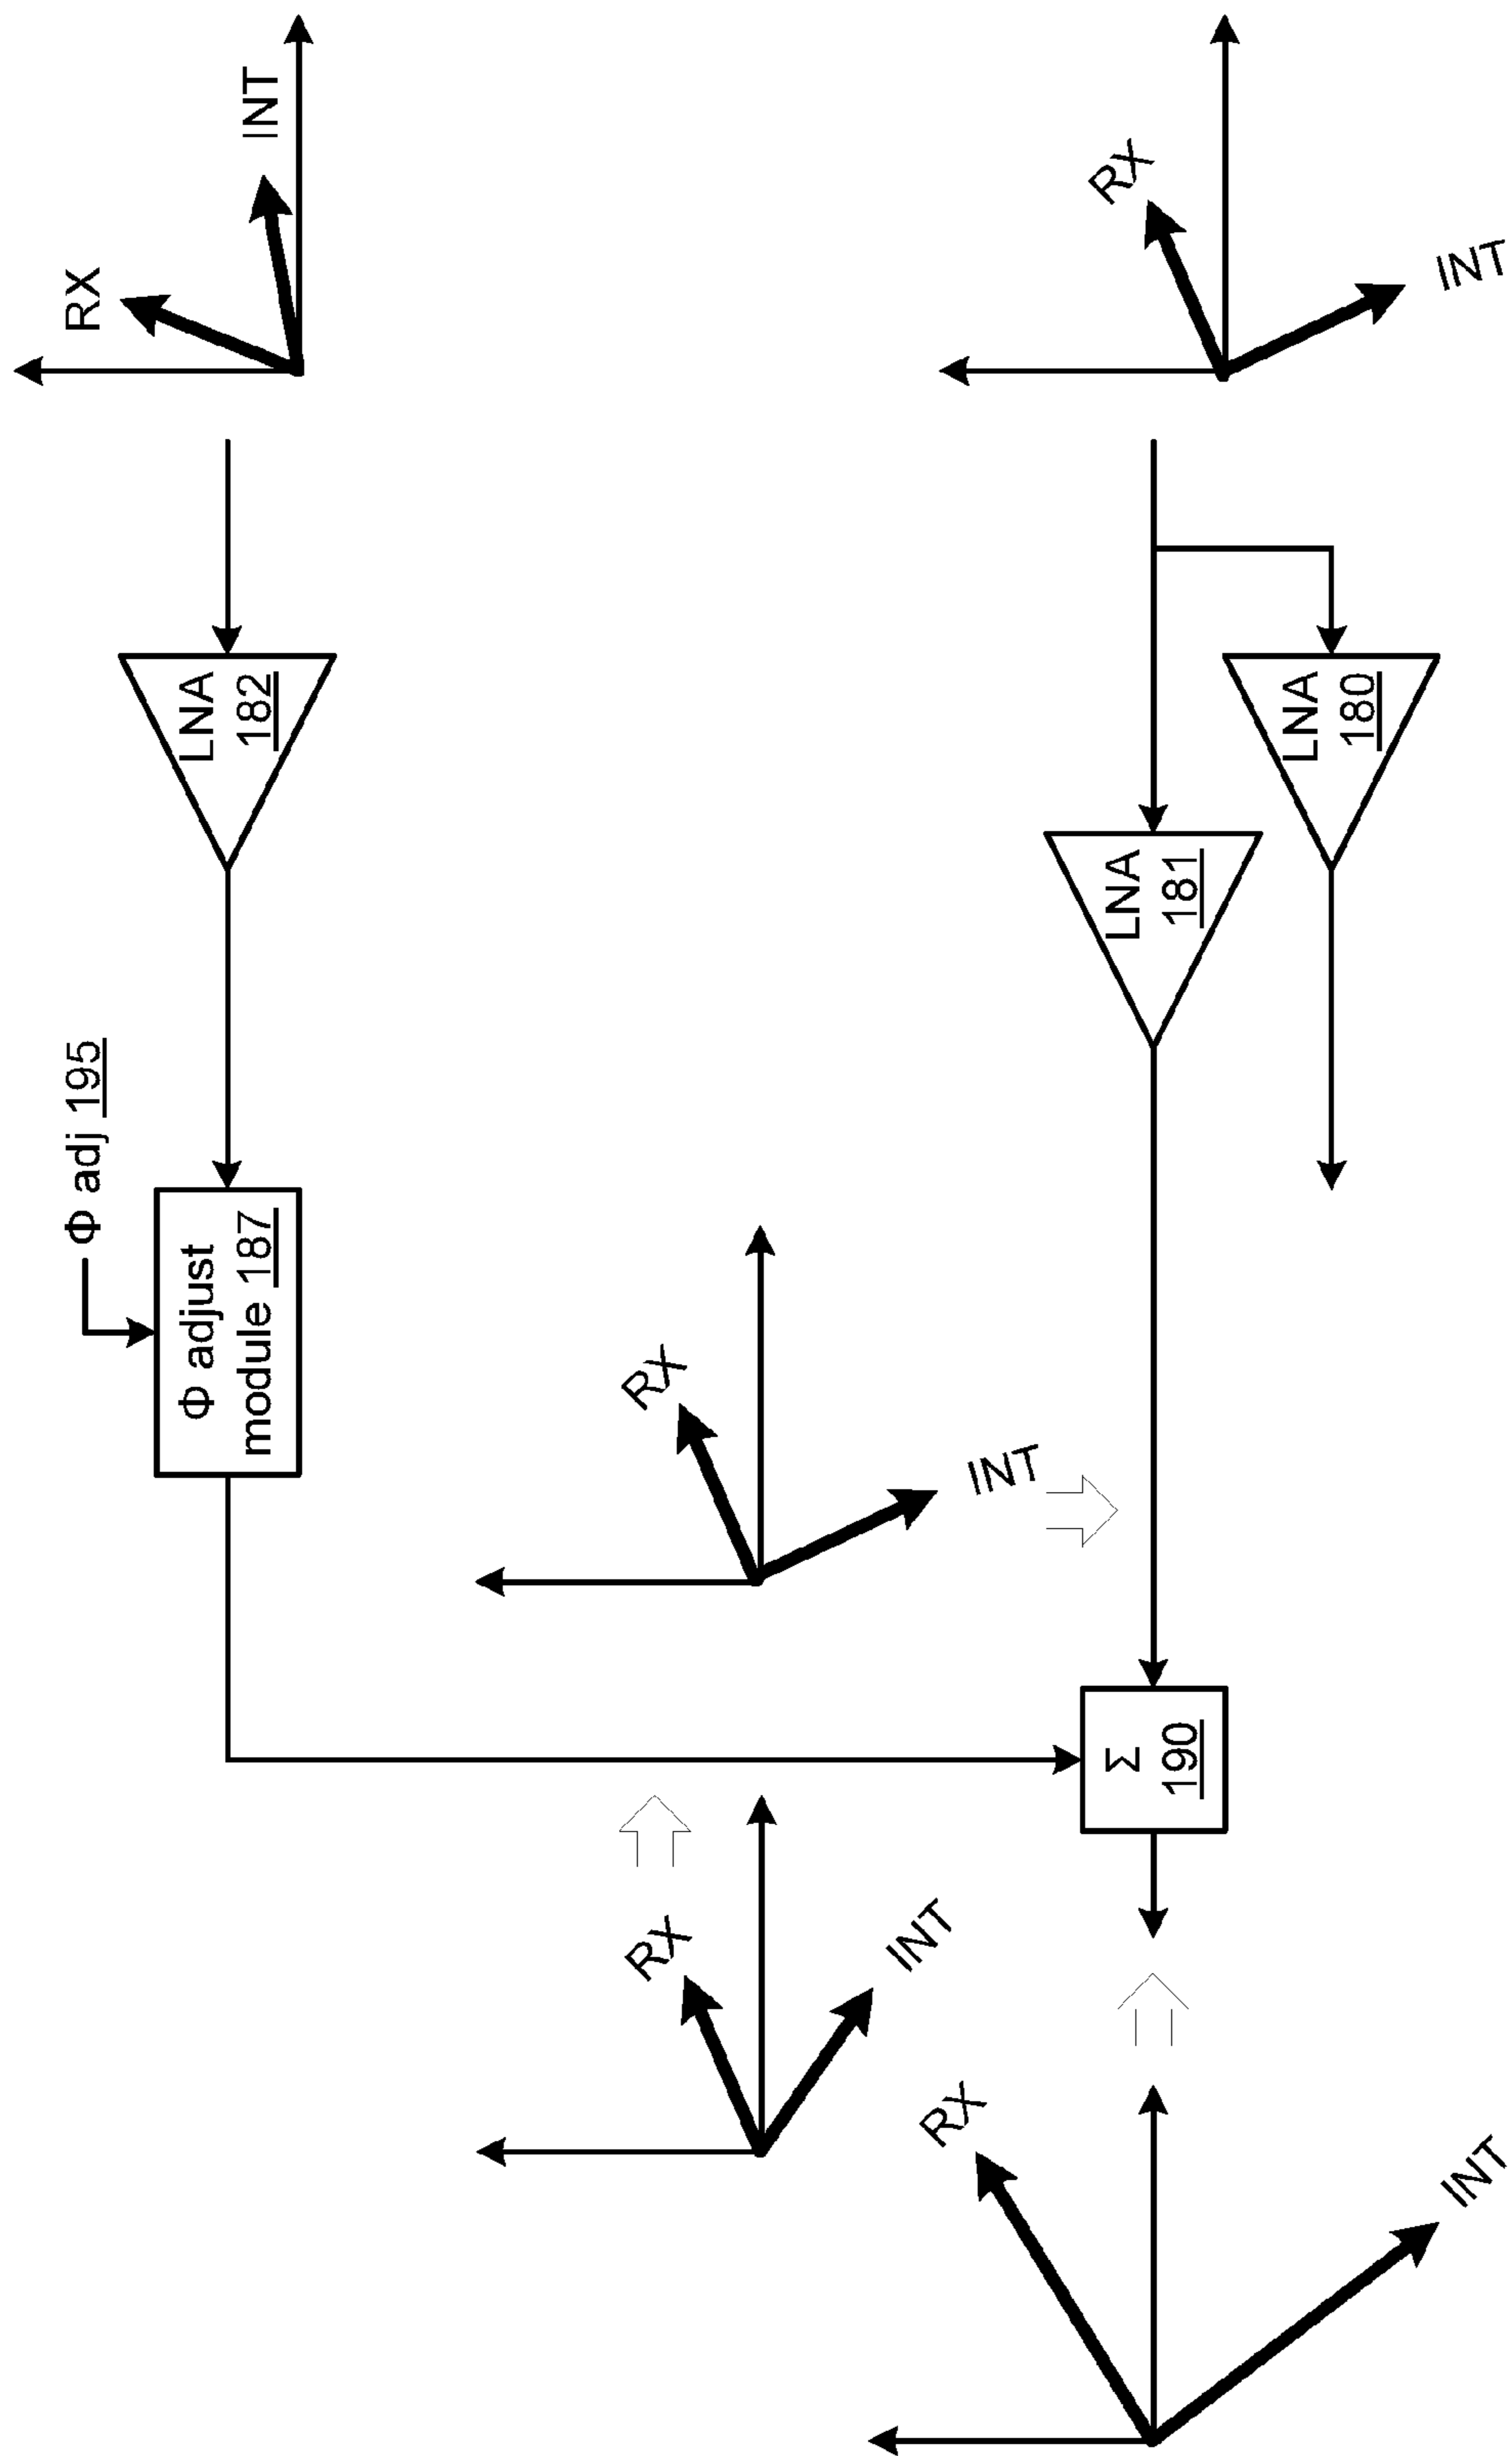 RX
INT
LNA
182
Φ adj 195
Φ adjust
module 187
RX
INT
LNA
181
LNA
180
RX
INT
RX
INT
Σ
190
RX
INT